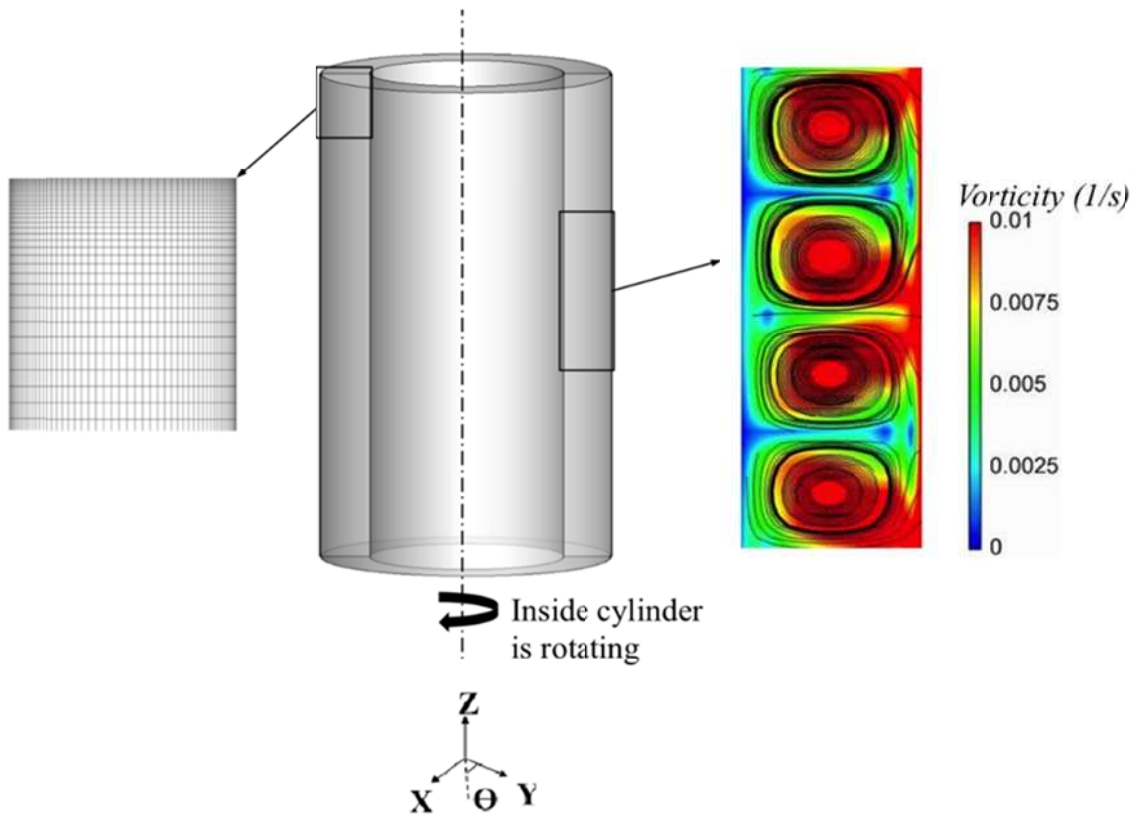 Vorticity (1/s)
0.01
0.0075
0.005
0.0025
0
Inside cylinder
is rotating
Z
X
Θ
Y